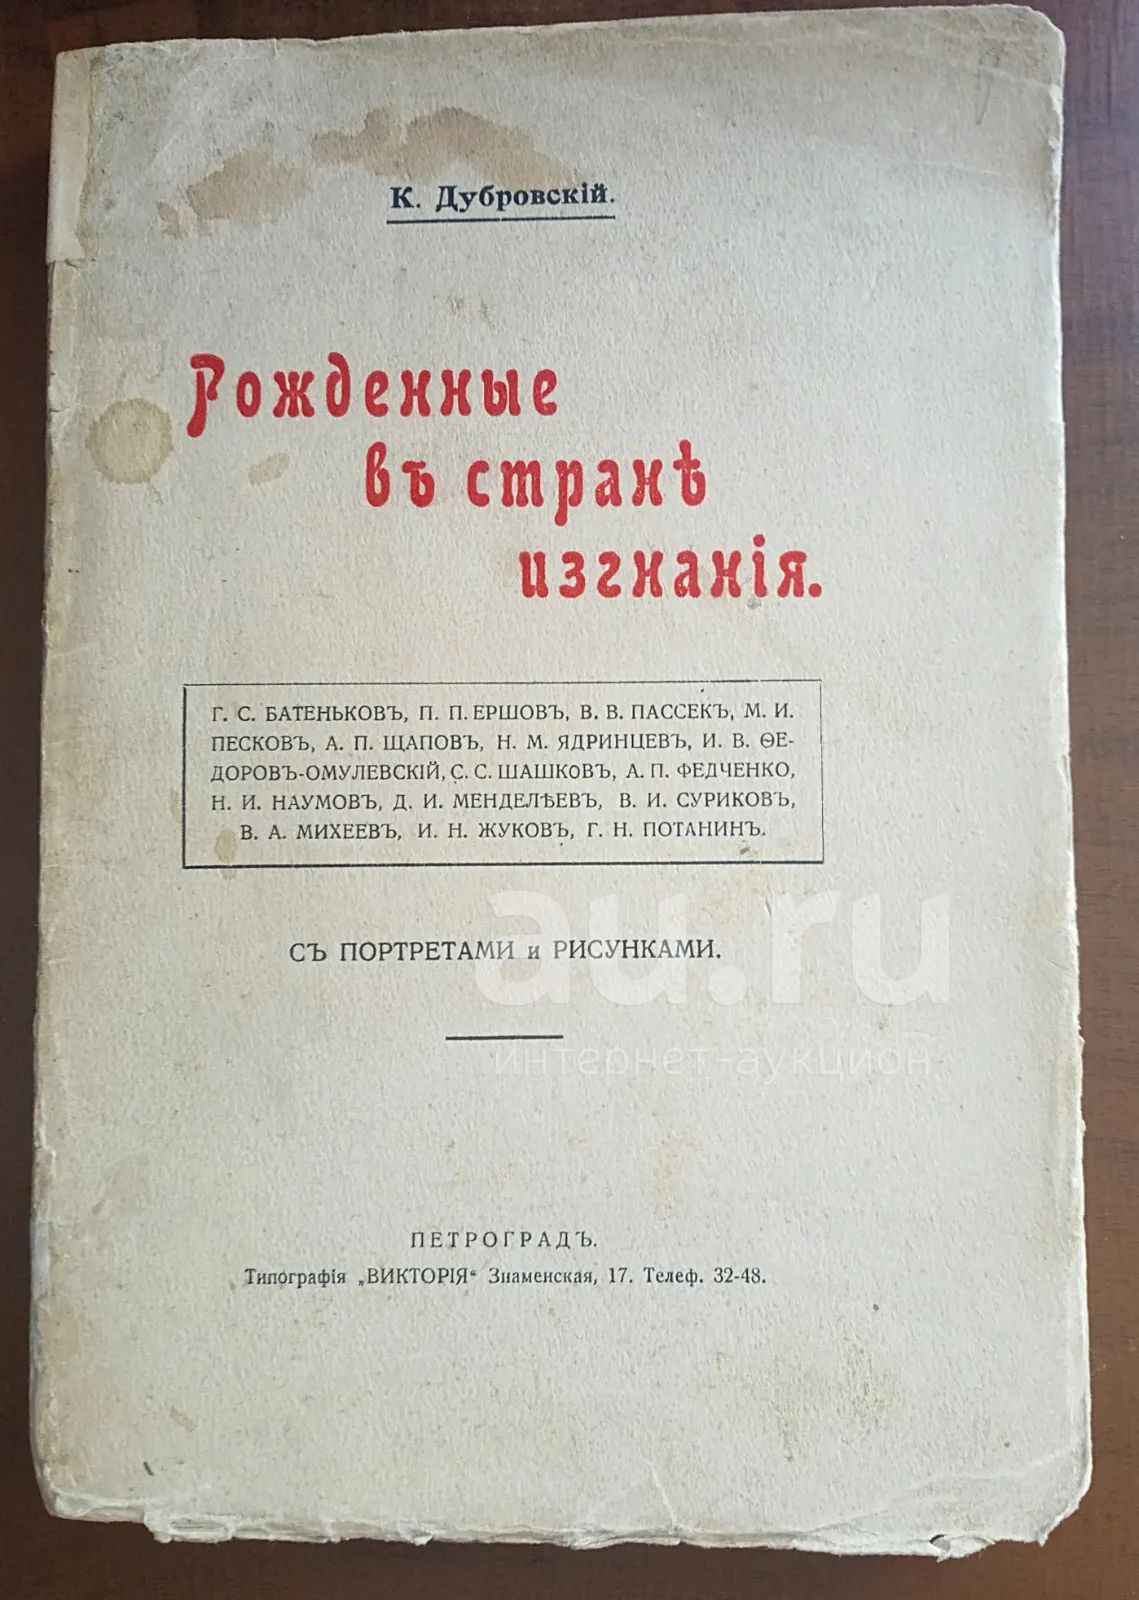 К. Дубровскій.
Рожденные
въ странѣ
изгнанія.
Г. С. БАТЕНЬКОВЪ, П. П. ЕРШОВЪ, В. В. ПАССЕКЪ, М. И.
ПЕСКОВЪ, А. П. ЩАПОВЪ, Н. М. ЯДРИНЦЕВЪ, И. В. ѲЕ-
ДОРОВЪ-ОМУЛЕВСКІЙ, С. С. ШАШКОВЪ, А. П. ФЕДЧЕНКО,
Н. И. НАУМОВЪ, Д. И. МЕНДЕЛѢЕВЪ, В. И. СУРИКОВЪ,
В. А. МИХЕЕВЪ, И. Н. ЖУКОВЪ, Г. Н. ПОТАНИНЪ.
СЪ ПОРТРЕТАМИ и РИСУНКАМИ.
au.ru
интернет-аукцион
ПЕТРОГРАДЪ.
Типографія „ВИКТОРІЯ“ Знаменская, 17. Телеф. 32-48.